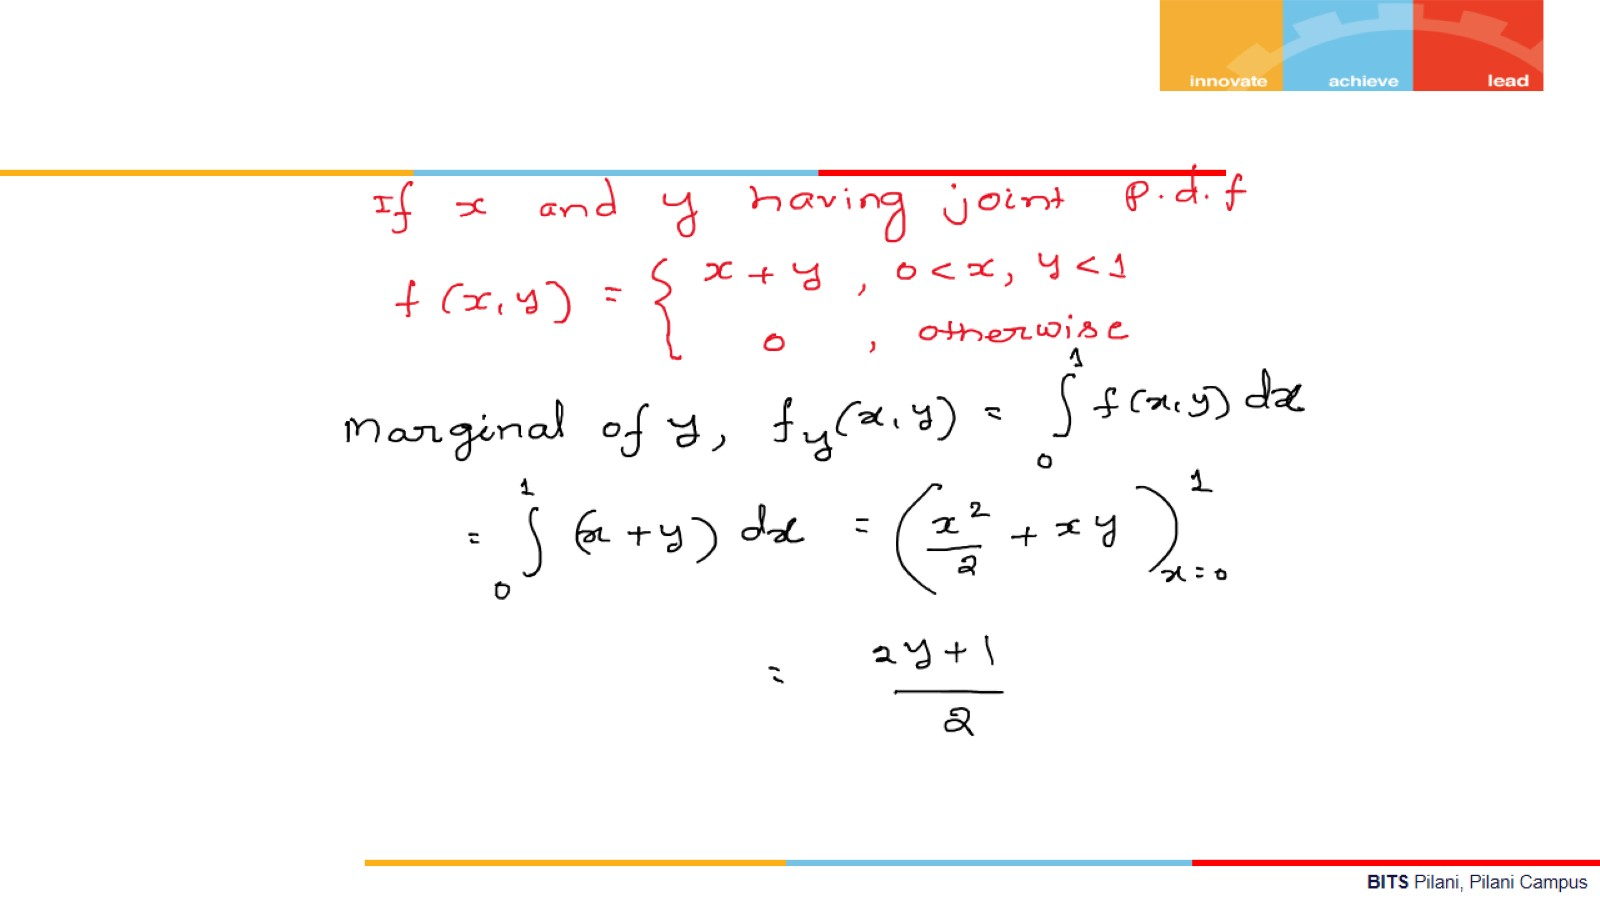 innovate achieve lead
If x and y having joint p.d.f
f(x,y) = { x+y , 0<x, y<1
0 , otherwise
Marginal of y, f_y(x,y) = ∫_0^1 f(x,y) dx
= ∫_0^1 (x+y) dx = (x^2/2 + xy)_{x=0}^1
= (2y+1)/2
BITS Pilani, Pilani Campus